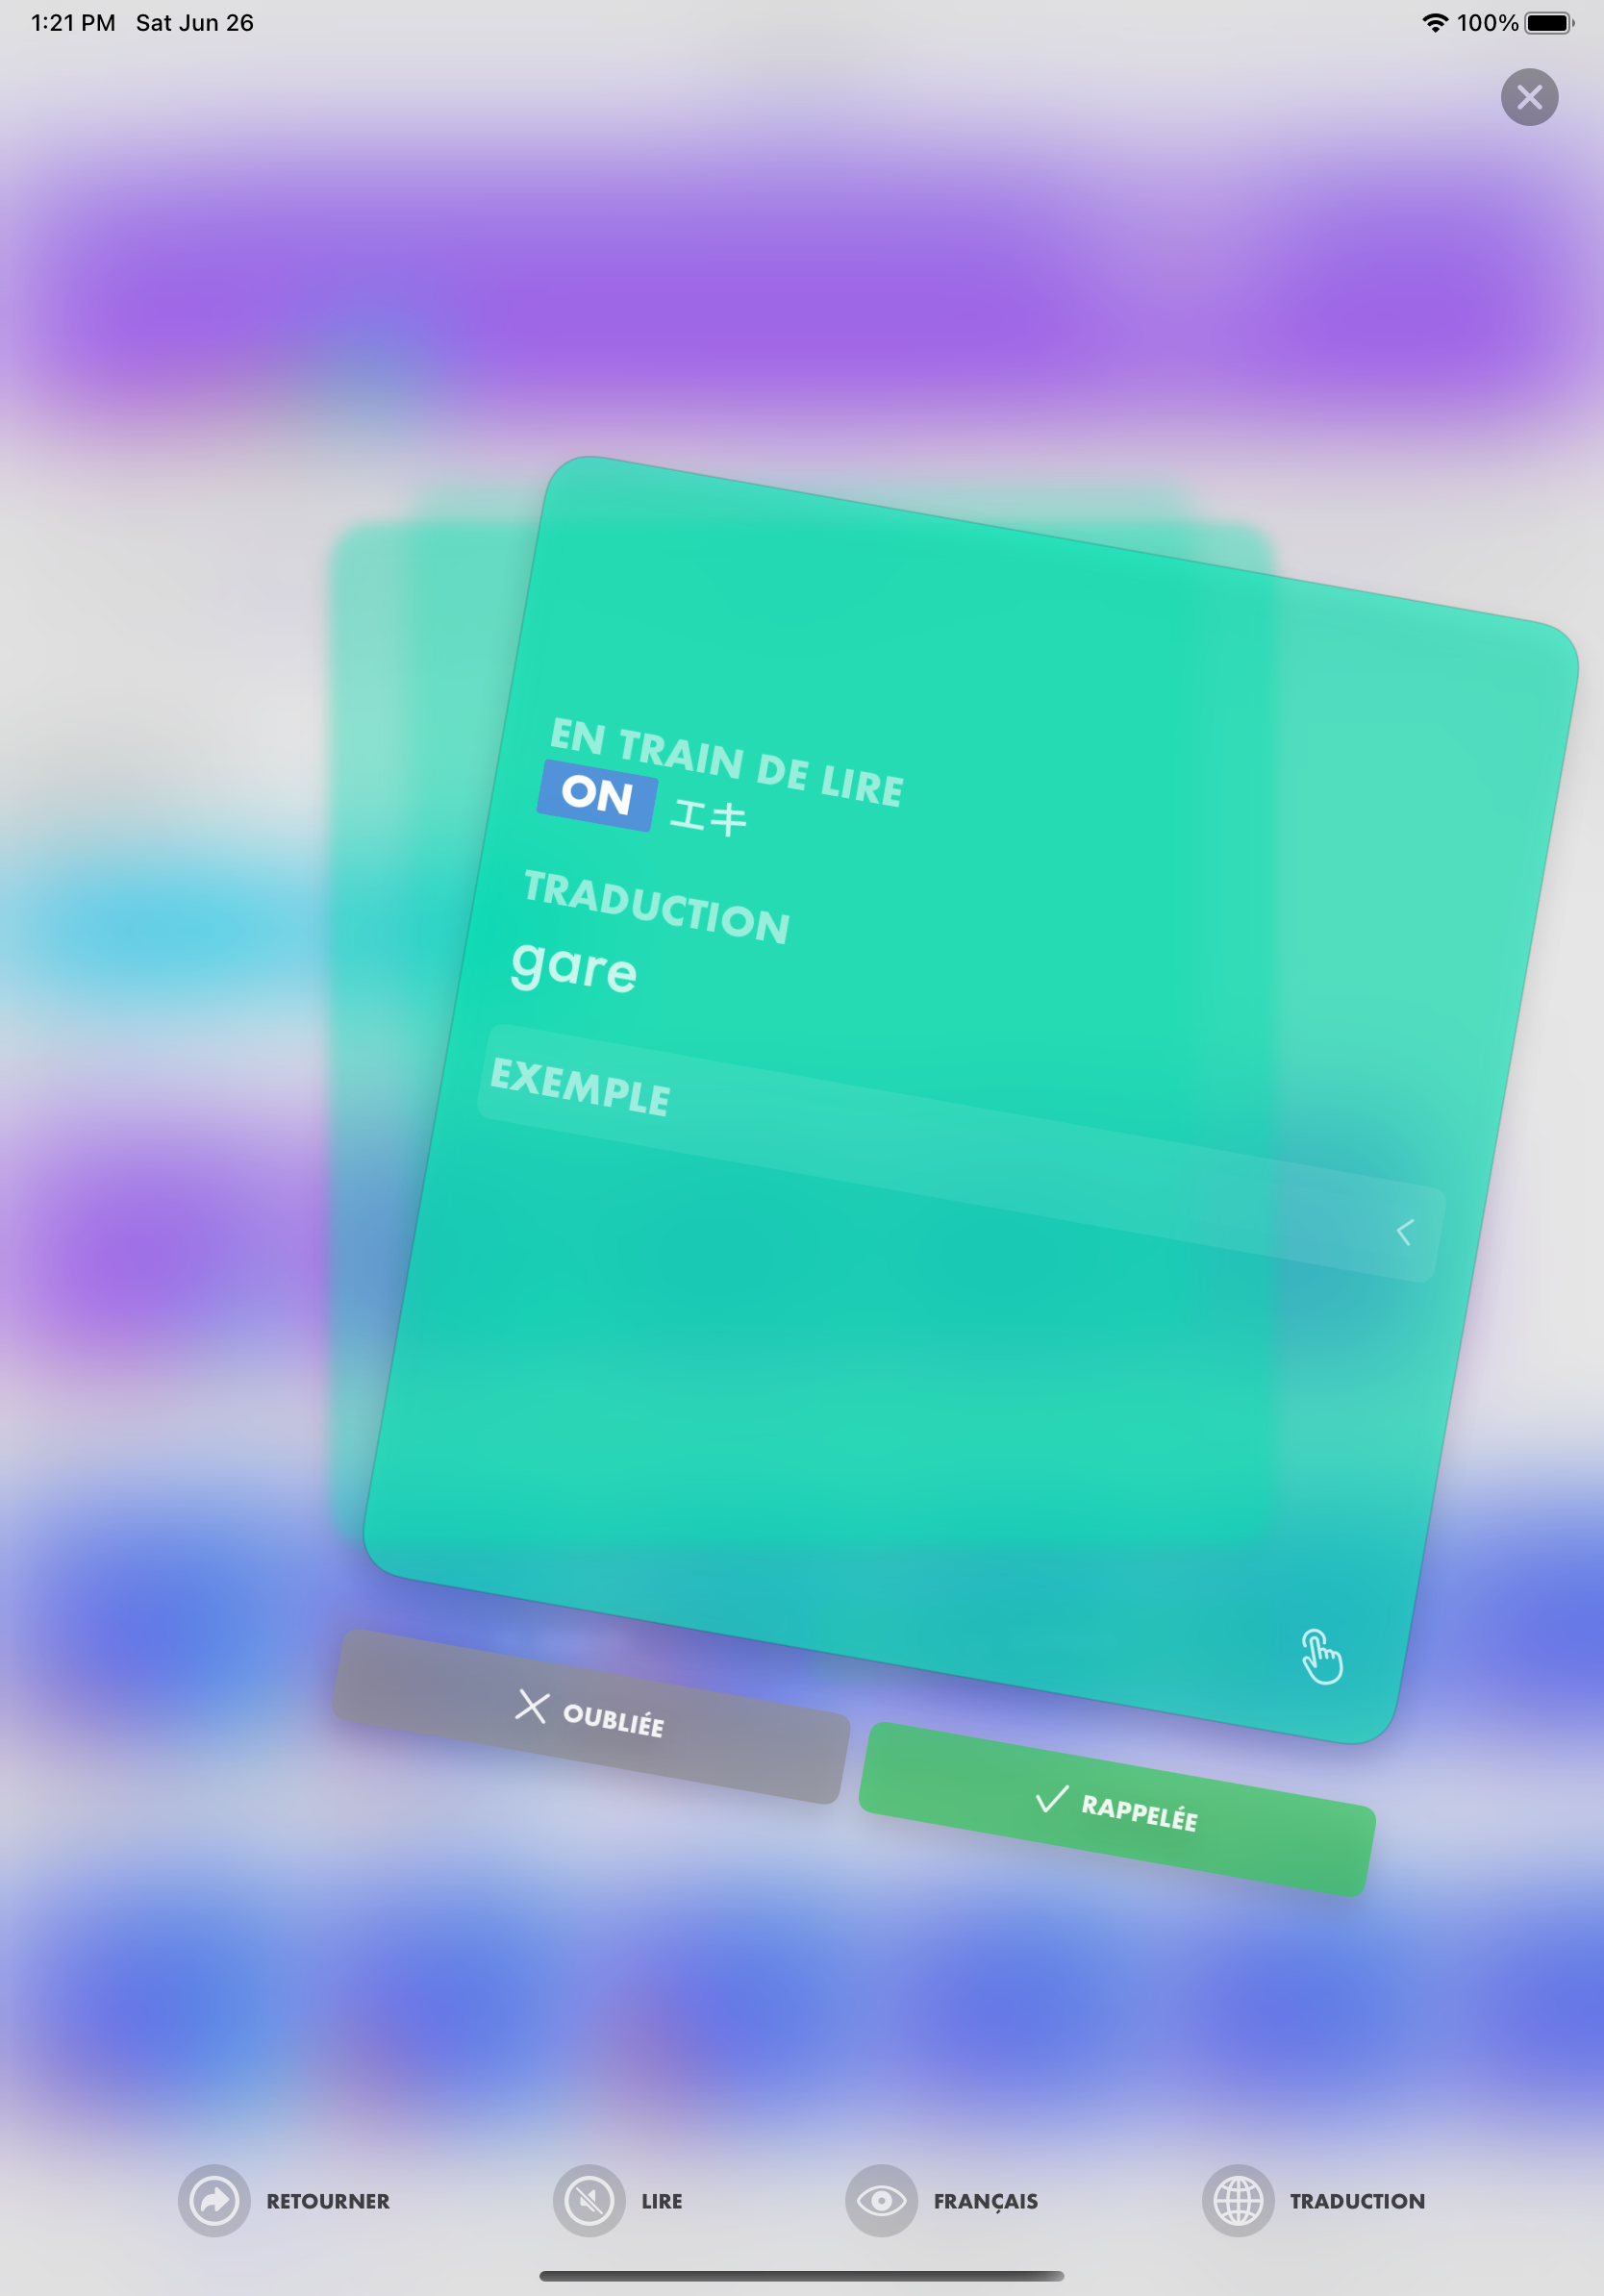 1:21 PM Sat Jun 26
100%
EN TRAIN DE LIRE
ON エキ
TRADUCTION
gare
EXEMPLE
OUBLIÉE
RAPPELÉE
RETOURNER
LIRE
FRANÇAIS
TRADUCTION